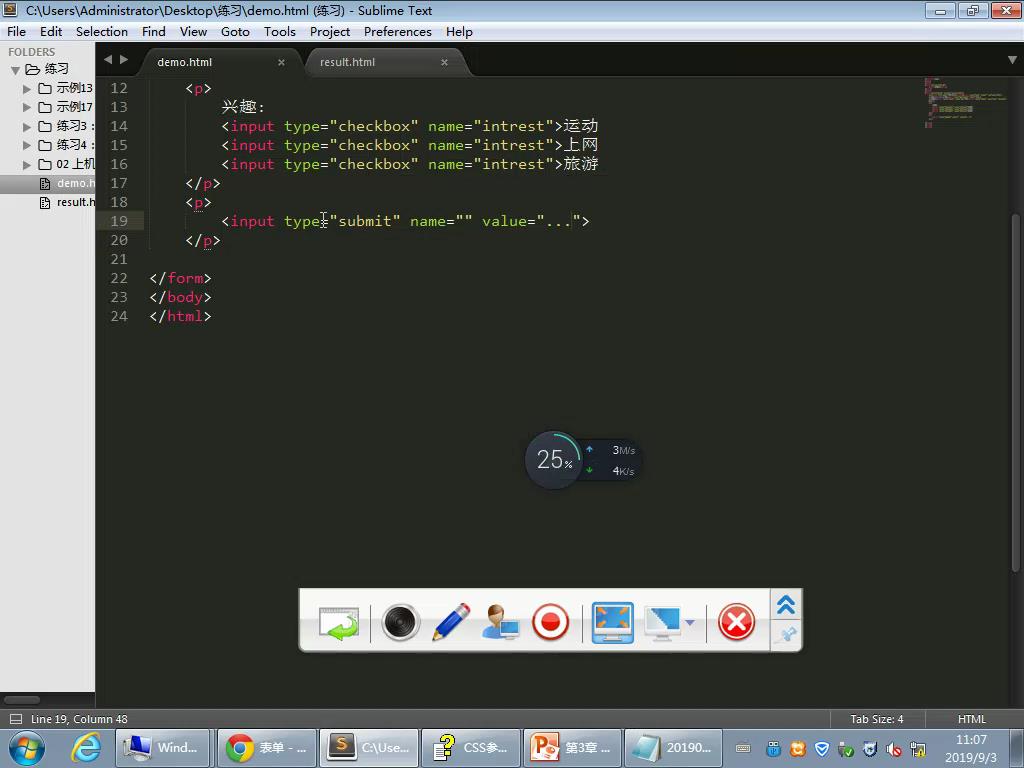 C:\Users\Administrator\Desktop\练习\demo.html (练习) - Sublime Text
File Edit Selection Find View Goto Tools Project Preferences Help
FOLDERS
练习
示例13
示例17
练习3 :
练习4 :
02 上机
demo.h
result.h
demo.html × result.html ×
12 <p>
13 兴趣:
14 <input type="checkbox" name="intrest">运动
15 <input type="checkbox" name="intrest">上网
16 <input type="checkbox" name="intrest">旅游
17 </p>
18 <p>
19 <input type="submit" name="" value="...">
20 </p>
21
22 </form>
23 </body>
24 </html>
25%
3M/s
4K/s
Line 19, Column 48 Tab Size: 4 HTML
Wind... 表单 - ... C:\Use... CSS参... 第3章 ... 20190...
11:07
2019/9/3